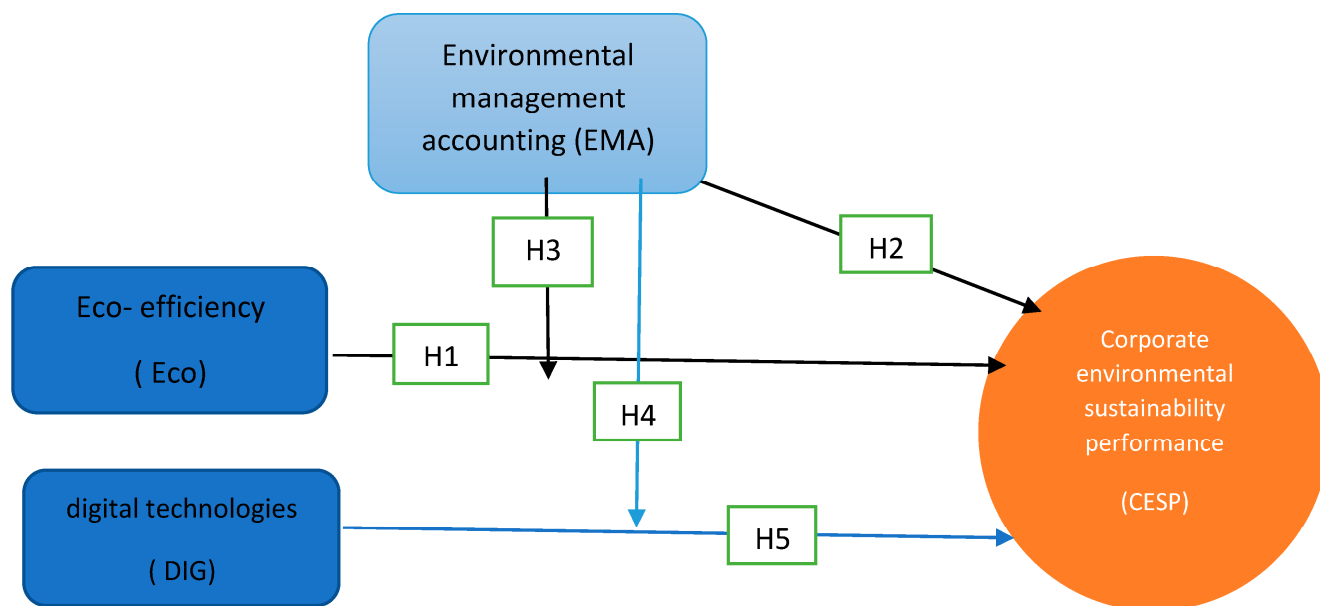 Environmental
management
accounting (EMA)
H3
H2
Eco- efficiency
( Eco)
H1
Corporate
environmental
sustainability
performance
(CESP)
H4
digital technologies
( DIG)
H5